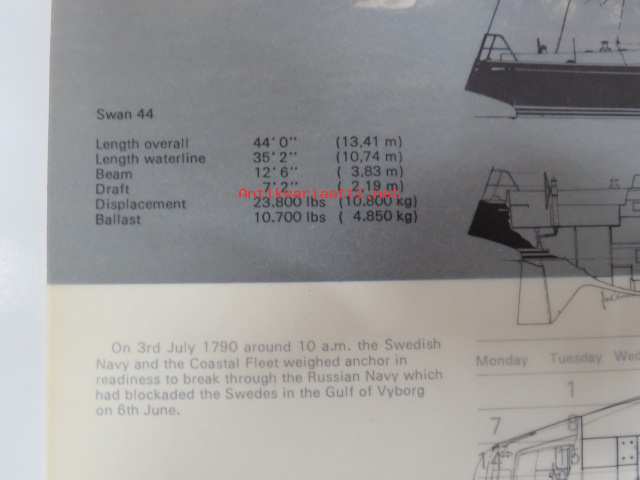 Swan 44
Length overall 44'0" (13,41 m)
Length waterline 35'2" (10,74 m)
Beam 12'6" ( 3,83 m)
Draft 7'2" ( 2,19 m)
Displacement 23.800 lbs (10.800 kg)
Ballast 10.700 lbs ( 4.850 kg)
On 3rd July 1790 around 10 a.m. the Swedish
Navy and the Coastal Fleet weighed anchor in
readiness to break through the Russian Navy which
had blockaded the Swedes in the Gulf of Vyborg
on 6th June.
Monday Tuesday Wed
1
7 8
14